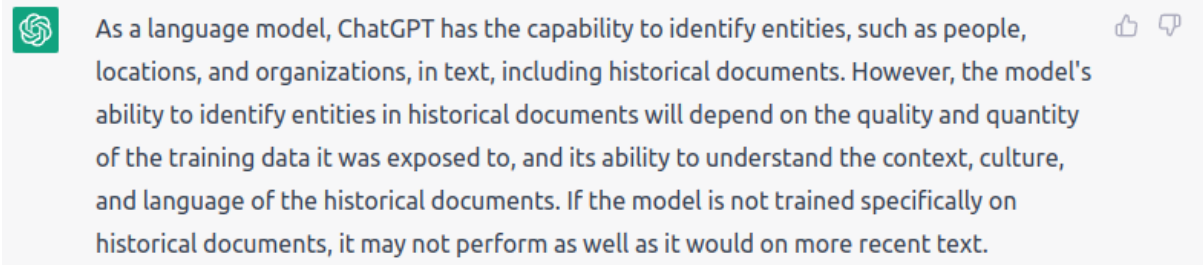 As a language model, ChatGPT has the capability to identify entities, such as people,
locations, and organizations, in text, including historical documents. However, the model's
ability to identify entities in historical documents will depend on the quality and quantity
of the training data it was exposed to, and its ability to understand the context, culture,
and language of the historical documents. If the model is not trained specifically on
historical documents, it may not perform as well as it would on more recent text.